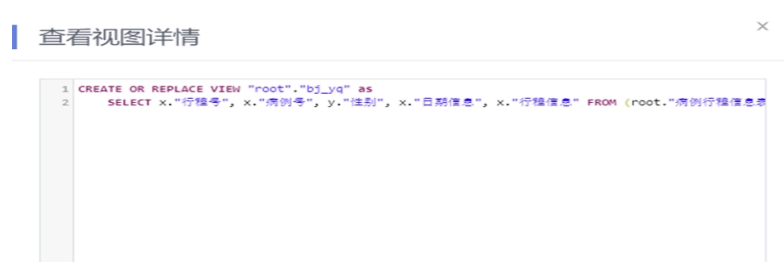 查看视图详情
×
1 CREATE OR REPLACE VIEW "root"."bj_yq" as
2 SELECT x."行程号", x."病例号", y."性别", x."日期信息", x."行程信息" FROM (root."病例行程信息表